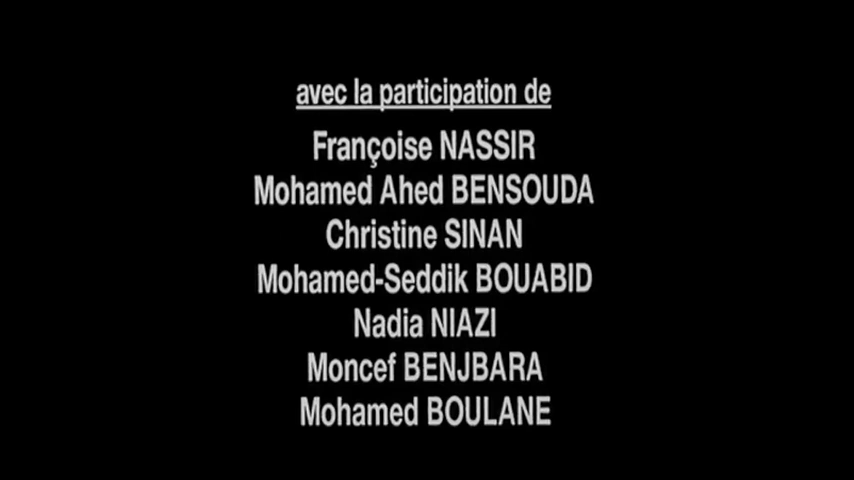 avec la participation de
Françoise NASSIR
Mohamed Ahed BENSOUDA
Christine SINAN
Mohamed-Seddik BOUABID
Nadia NIAZI
Moncef BENJBARA
Mohamed BOULANE